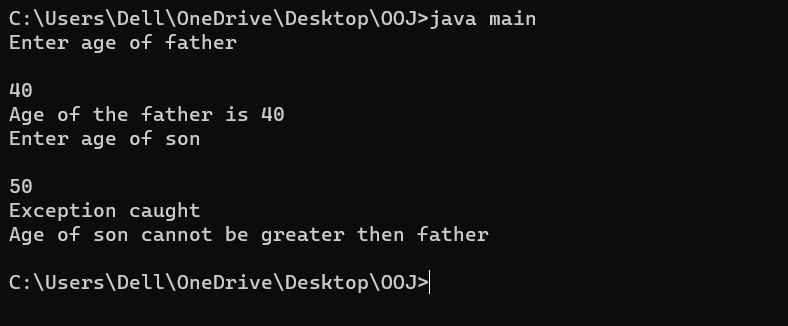 C:\Users\Dell\OneDrive\Desktop\OOJ>java main
Enter age of father
40
Age of the father is 40
Enter age of son
50
Exception caught
Age of son cannot be greater then father
C:\Users\Dell\OneDrive\Desktop\OOJ>